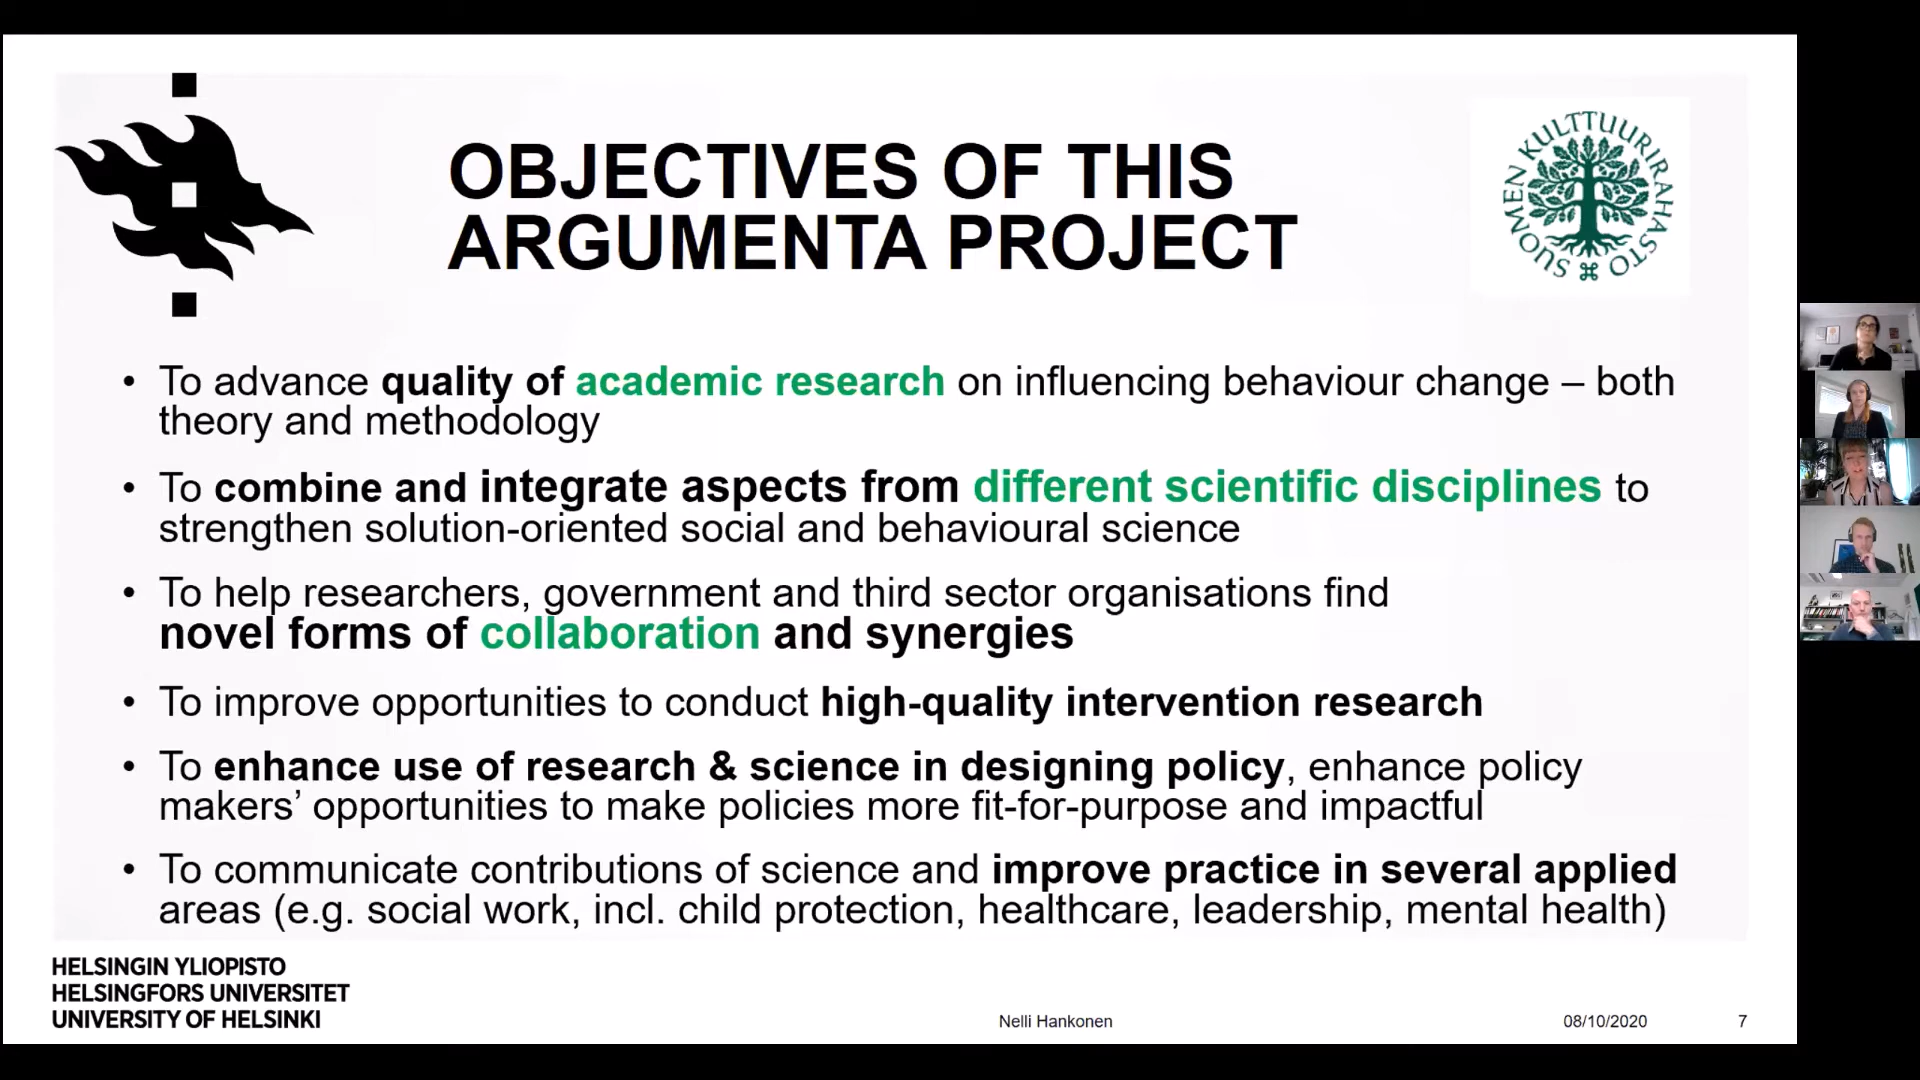 OBJECTIVES OF THIS
ARGUMENTA PROJECT
SUOMEN KULTTUURIRAHASTO
• To advance quality of academic research on influencing behaviour change – both
theory and methodology
• To combine and integrate aspects from different scientific disciplines to
strengthen solution-oriented social and behavioural science
• To help researchers, government and third sector organisations find
novel forms of collaboration and synergies
• To improve opportunities to conduct high-quality intervention research
• To enhance use of research & science in designing policy, enhance policy
makers’ opportunities to make policies more fit-for-purpose and impactful
• To communicate contributions of science and improve practice in several applied
areas (e.g. social work, incl. child protection, healthcare, leadership, mental health)
HELSINGIN YLIOPISTO
HELSINGFORS UNIVERSITET
UNIVERSITY OF HELSINKI
Nelli Hankonen
08/10/2020
7